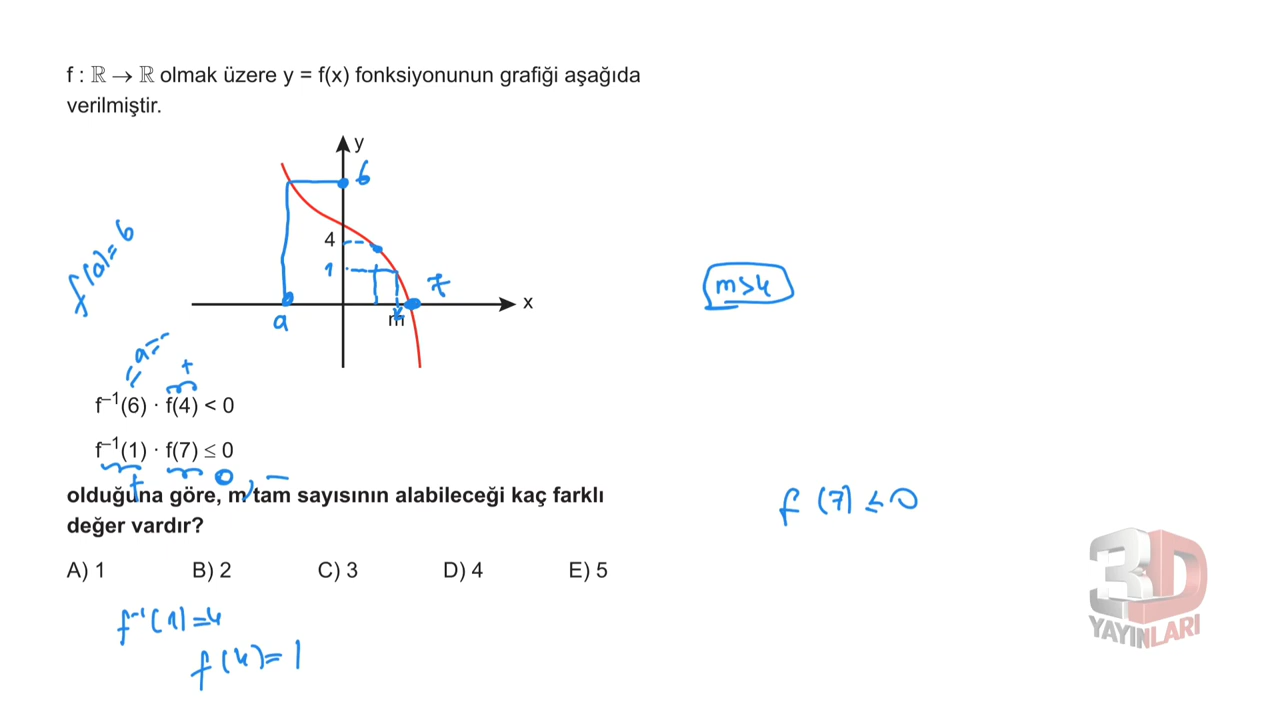 f : ℝ → ℝ olmak üzere y = f(x) fonksiyonunun grafiği aşağıda
verilmiştir.
y
6
4
1
7
x
a
m
f(a)=6
m>4
a=-
+
f⁻¹(6) · f(4) < 0
f⁻¹(1) · f(7) ≤ 0
+ 0, -
olduğuna göre, m tam sayısının alabileceği kaç farklı
değer vardır?
f(7) ≤ 0
A) 1 B) 2 C) 3 D) 4 E) 5
f⁻¹(1)=4
f(4)=1
3D
YAYINLARI